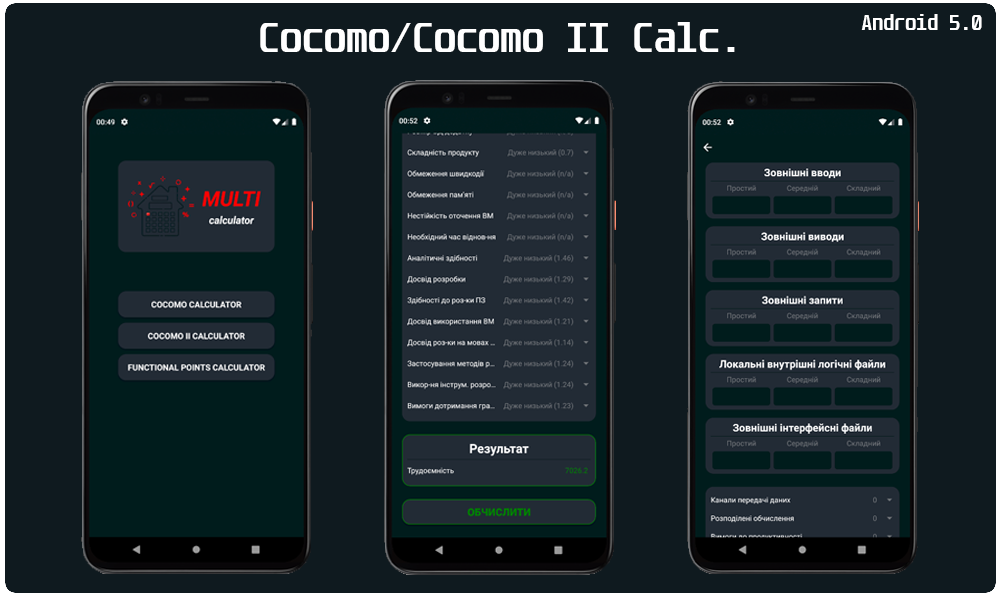 Cocomo/Cocomo II Calc.
Android 5.0
00:49
MULTI
calculator
COCOMO CALCULATOR
COCOMO II CALCULATOR
FUNCTIONAL POINTS CALCULATOR
00:52
Складність продукту Дуже низький (0.7)
Обмеження швидкодії Дуже низький (n/a)
Обмеження пам'яті Дуже низький (n/a)
Нестійкість оточення ВМ Дуже низький (n/a)
Необхідний час віднов-ня Дуже низький (n/a)
Аналітичні здібності Дуже низький (1.46)
Досвід розробки Дуже низький (1.29)
Здібності до роз-ки ПЗ Дуже низький (1.42)
Досвід використання ВМ Дуже низький (1.21)
Досвід роз-ки на мовах ... Дуже низький (1.14)
Застосування методів р... Дуже низький (1.24)
Викор-ня інструм. розро... Дуже низький (1.24)
Вимоги дотримання гра... Дуже низький (1.23)
Результат
Трудоємність 7026.2
ОБЧИСЛИТИ
00:52
Зовнішні вводи
Простий Середній Складний
Зовнішні виводи
Простий Середній Складний
Зовнішні запити
Простий Середній Складний
Локальні внутрішні логічні файли
Простий Середній Складний
Зовнішні інтерфейсні файли
Простий Середній Складний
Канали передачі даних 0
Розподілені обчислення 0
Вимоги до продуктивності 0